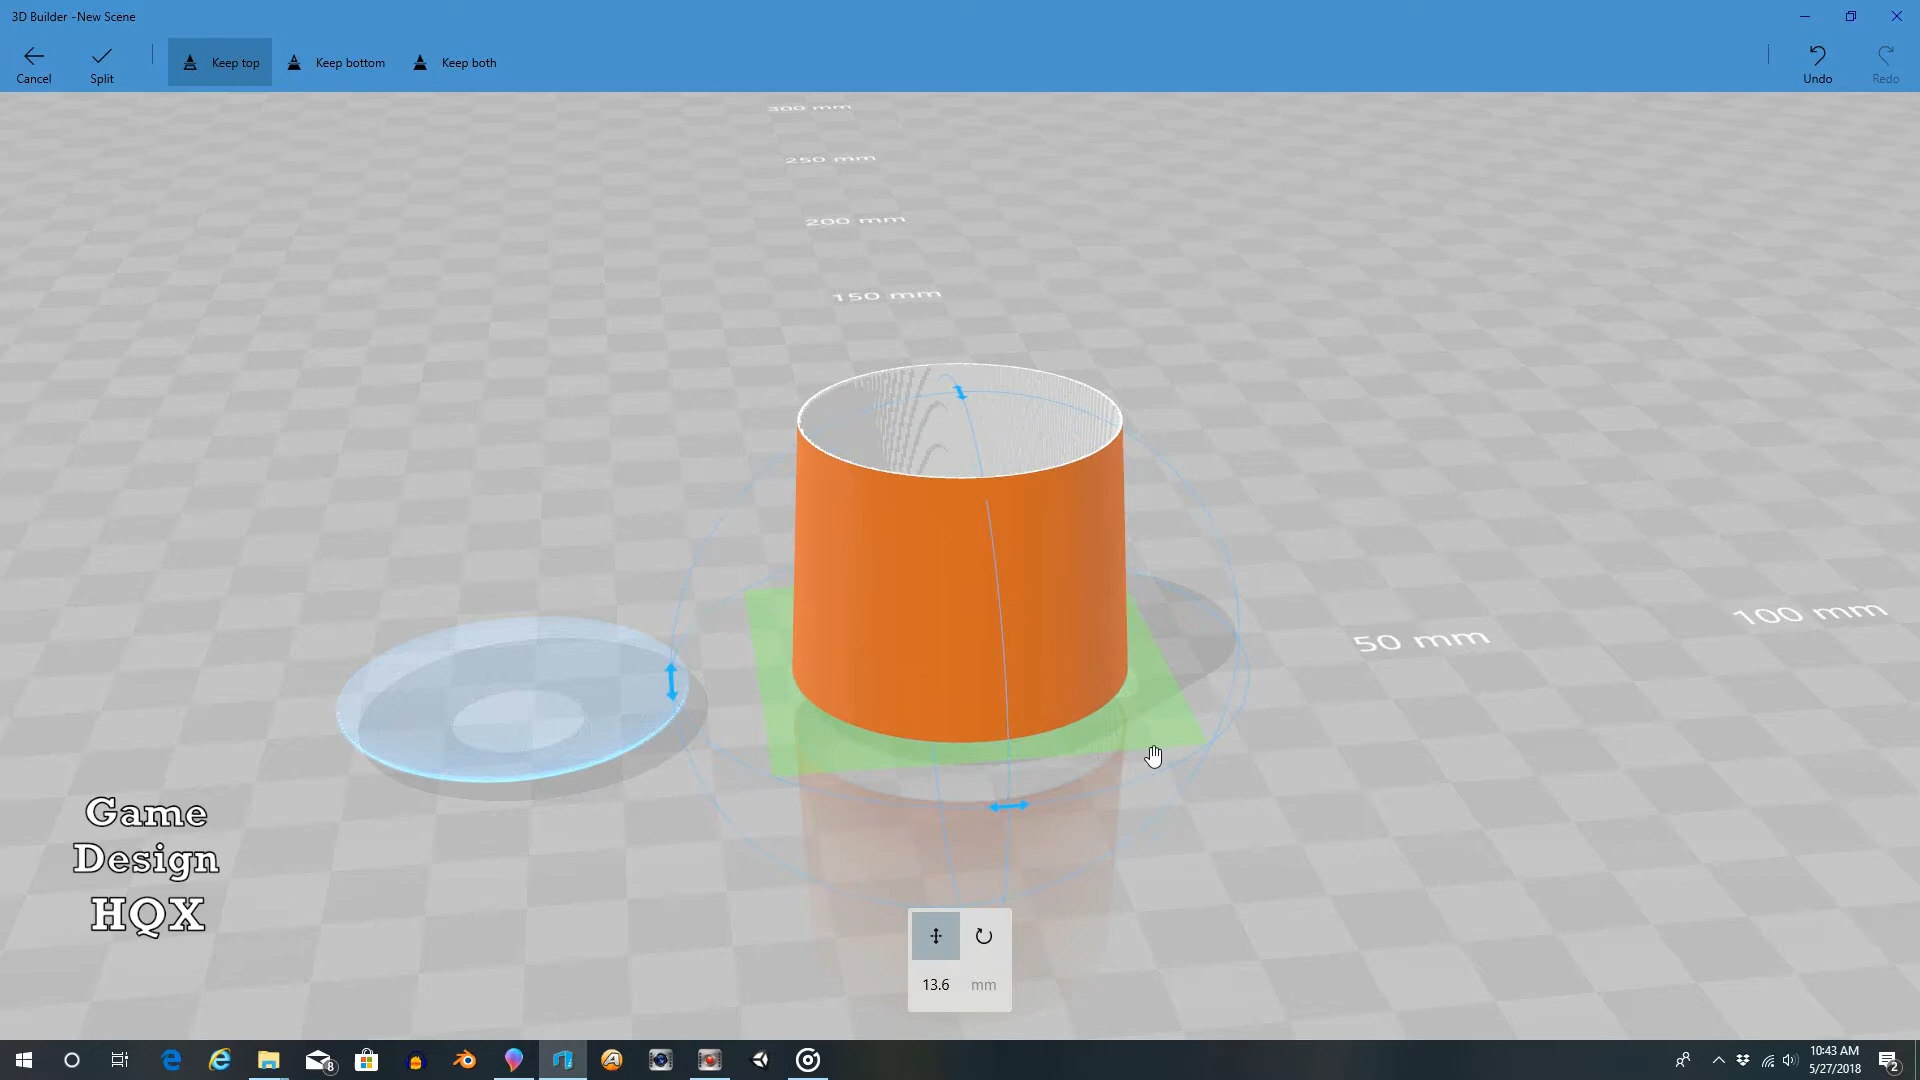 3D Builder -New Scene
Cancel
Split
Keep top
Keep bottom
Keep both
Undo
Redo
300 mm
250 mm
200 mm
150 mm
100 mm
50 mm
Game
Design
HQX
13.6 mm
8
10:43 AM
5/27/2018
2